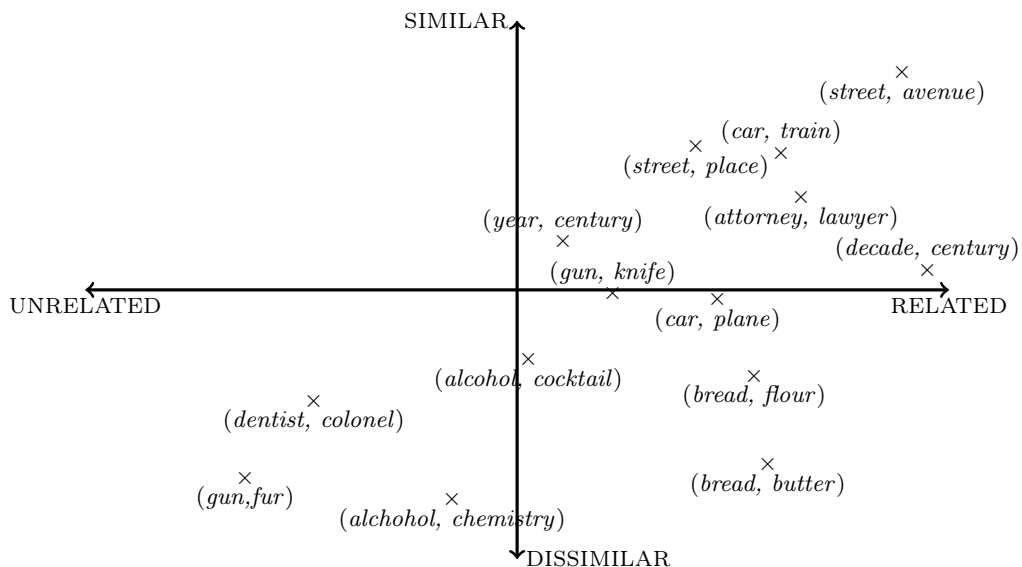 SIMILAR
(street, avenue)
(car, train)
(street, place)
(attorney, lawyer)
(year, century)
(decade, century)
(gun, knife)
UNRELATED
RELATED
(car, plane)
(alcohol, cocktail)
(bread, flour)
(dentist, colonel)
(bread, butter)
(gun,fur)
(alchohol, chemistry)
DISSIMILAR